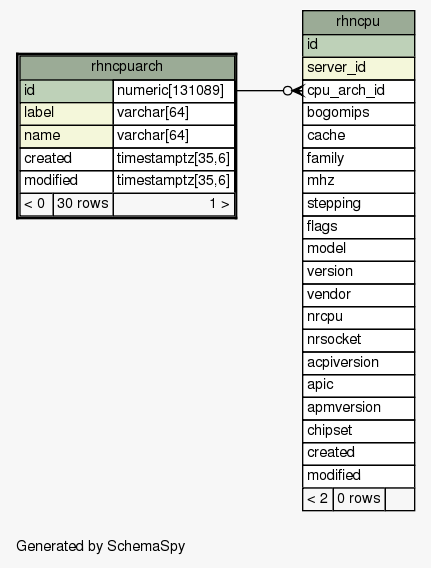 rhncpuarch
id numeric[131089]
label varchar[64]
name varchar[64]
created timestamptz[35,6]
modified timestamptz[35,6]
< 0 30 rows 1 >
rhncpu
id
server_id
cpu_arch_id
bogomips
cache
family
mhz
stepping
flags
model
version
vendor
nrcpu
nrsocket
acpiversion
apic
apmversion
chipset
created
modified
< 2 0 rows
Generated by SchemaSpy